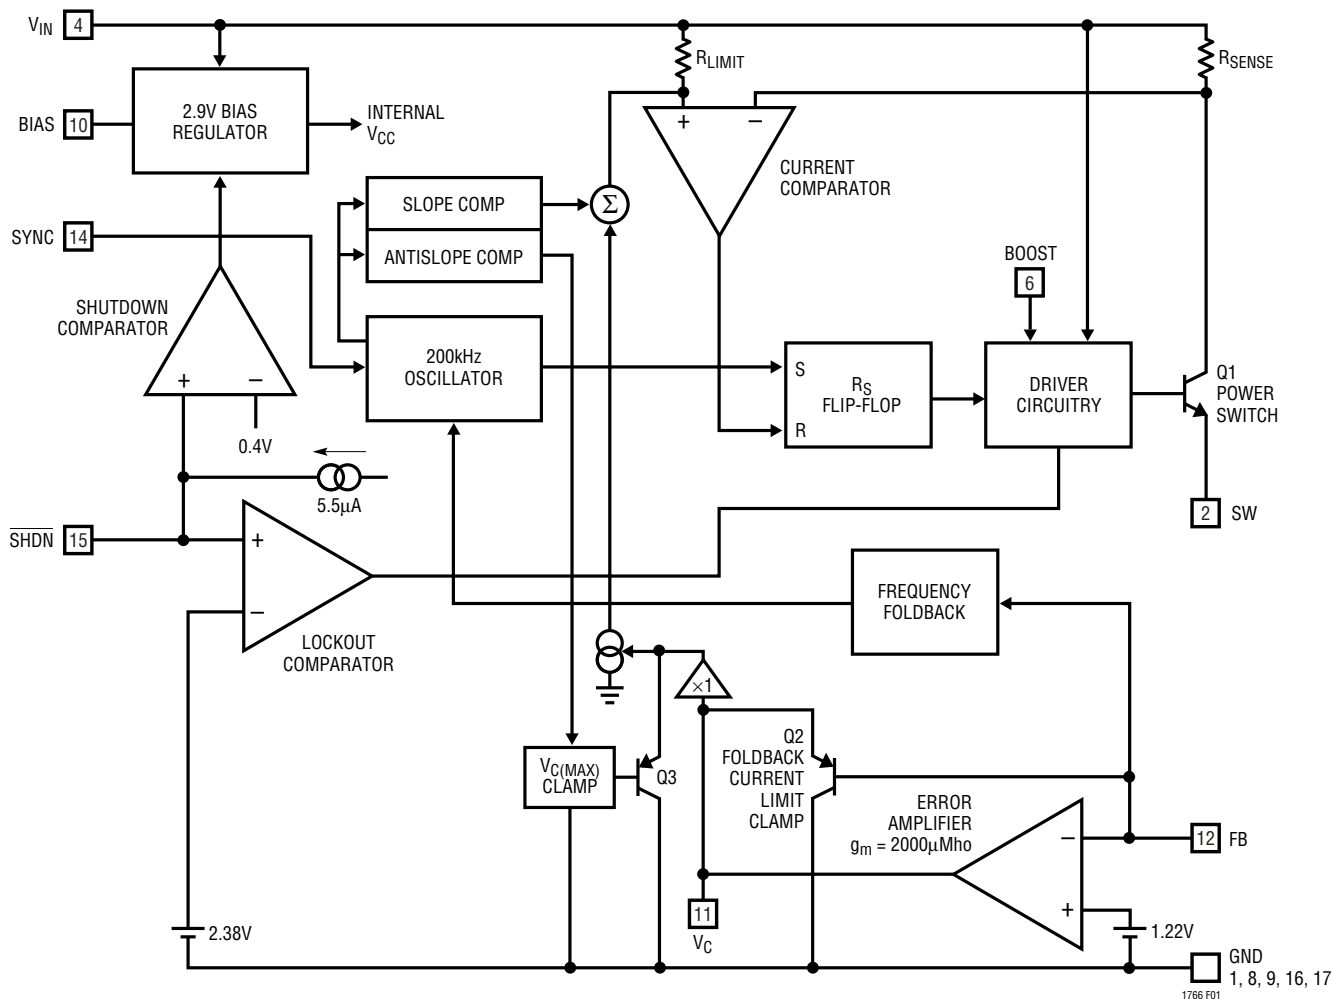 VIN 4
RLIMIT
RSENSE
2.9V BIAS
REGULATOR
BIAS 10
INTERNAL
VCC
+
−
CURRENT
COMPARATOR
SLOPE COMP
Σ
SYNC 14
ANTISLOPE COMP
BOOST
6
SHUTDOWN
COMPARATOR
+
−
0.4V
200kHz
OSCILLATOR
S
R
RS
FLIP-FLOP
DRIVER
CIRCUITRY
Q1
POWER
SWITCH
5.5µA
2 SW
SHDN 15
+
−
LOCKOUT
COMPARATOR
FREQUENCY
FOLDBACK
×1
VC(MAX)
CLAMP
Q3
Q2
FOLDBACK
CURRENT
LIMIT
CLAMP
ERROR
AMPLIFIER
gm = 2000µMho
−
+
12 FB
11
VC
2.38V
1.22V
GND
1, 8, 9, 16, 17
1766 F01